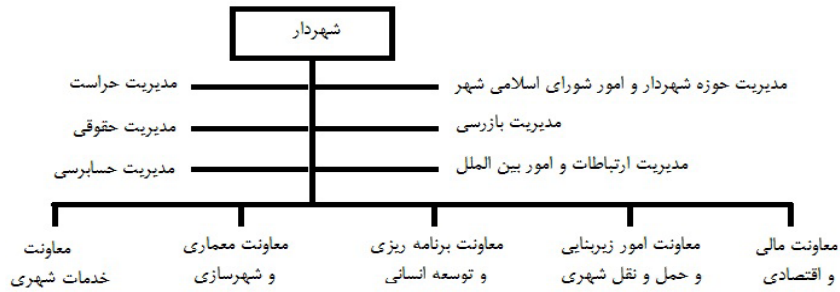 شهردار
مدیریت حوزه شهردار و امور شورای اسلامی شهر
مدیریت حراست
مدیریت بازرسی
مدیریت حقوقی
مدیریت ارتباطات و امور بین الملل
مدیریت حسابرسی
معاونت مالی
و اقتصادی
معاونت امور زیربنایی
و حمل و نقل شهری
معاونت برنامه ریزی
و توسعه انسانی
معاونت معماری
و شهرسازی
معاونت
خدمات شهری